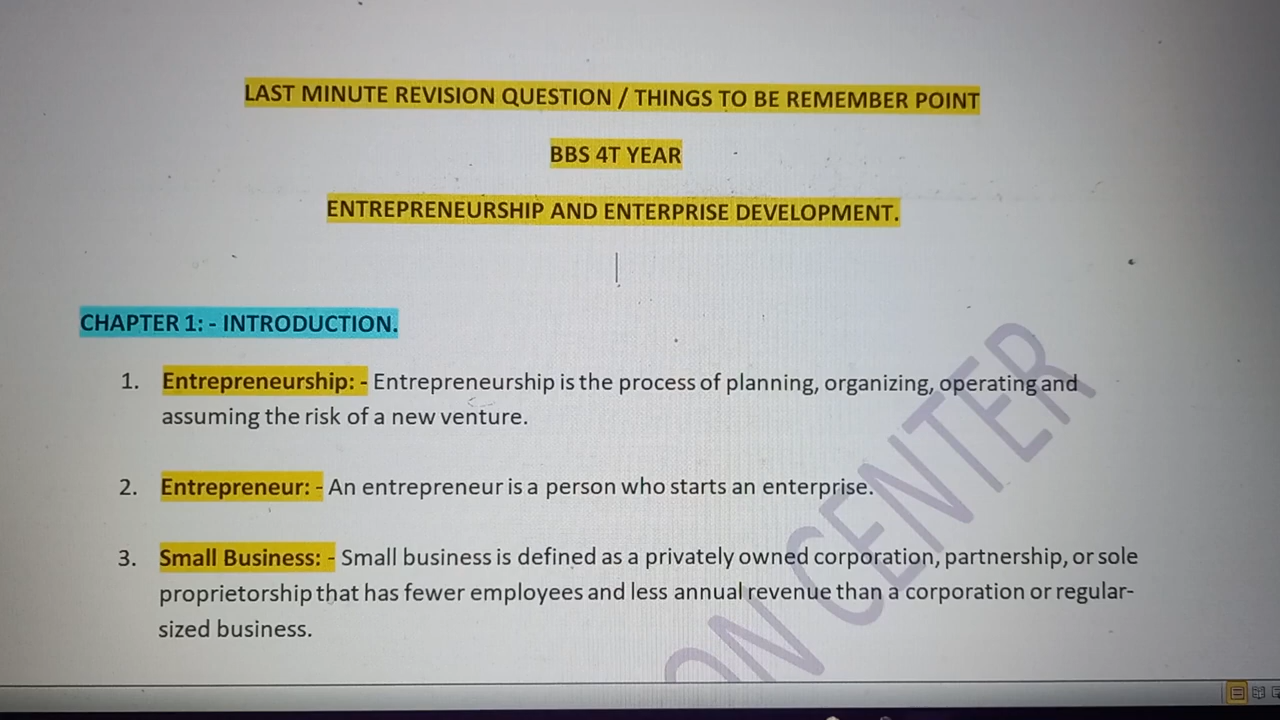 LAST MINUTE REVISION QUESTION / THINGS TO BE REMEMBER POINT
BBS 4T YEAR
ENTREPRENEURSHIP AND ENTERPRISE DEVELOPMENT.
CHAPTER 1: - INTRODUCTION.
1. Entrepreneurship: - Entrepreneurship is the process of planning, organizing, operating and
assuming the risk of a new venture.
2. Entrepreneur: - An entrepreneur is a person who starts an enterprise.
3. Small Business: - Small business is defined as a privately owned corporation, partnership, or sole
proprietorship that has fewer employees and less annual revenue than a corporation or regular-
sized business.
CENTER